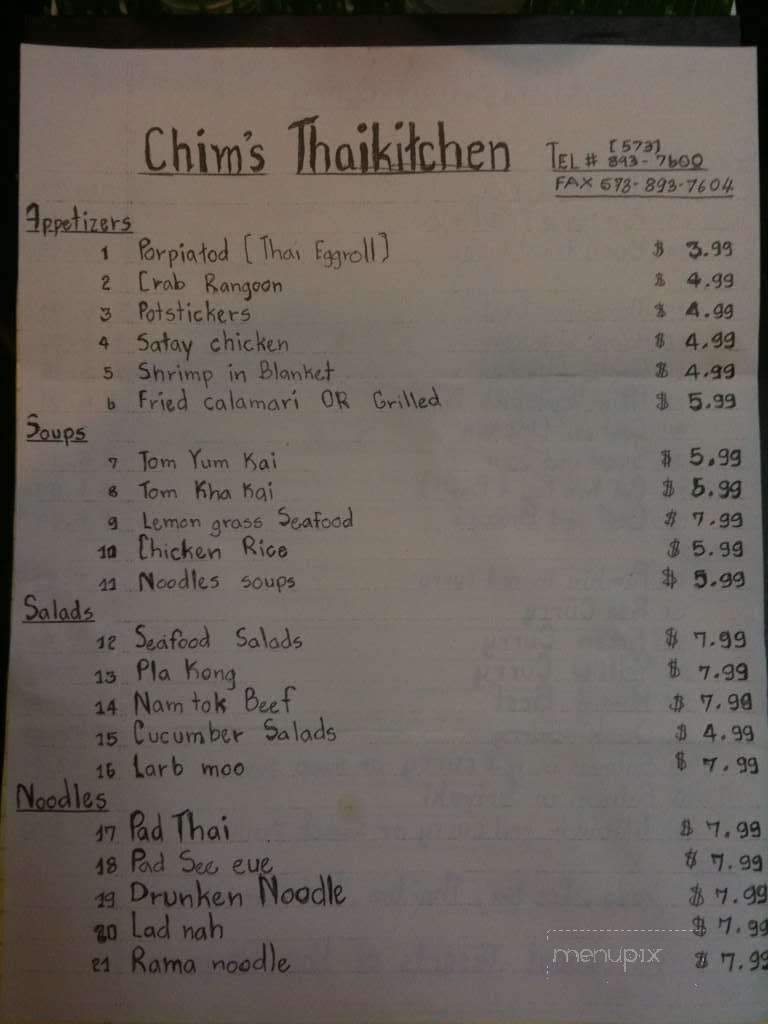 Chim's Thaikitchen
TEL # [573] 893-7600
FAX 573-893-7604
Appetizers
1 Porpiatod [Thai Eggroll] $ 3.99
2 Crab Rangoon $ 4.99
3 Potstickers $ 4.99
4 Satay chicken $ 4.99
5 Shrimp in Blanket $ 4.99
6 Fried calamari OR Grilled $ 5.99
Soups
7 Tom Yum Kai $ 5.99
8 Tom Kha Kai $ 5.99
9 Lemon grass Seafood $ 7.99
10 Chicken Rice $ 5.99
11 Noodles soups $ 5.99
Salads
12 Seafood Salads $ 7.99
13 Pla Kong $ 7.99
14 Nam tok Beef $ 7.99
15 Cucumber Salads $ 4.99
16 Larb moo $ 7.99
Noodles
17 Pad Thai $ 7.99
18 Pad See eue $ 7.99
19 Drunken Noodle $ 7.99
20 Lad nah $ 7.99
21 Rama noodle $ 7.99
menupix